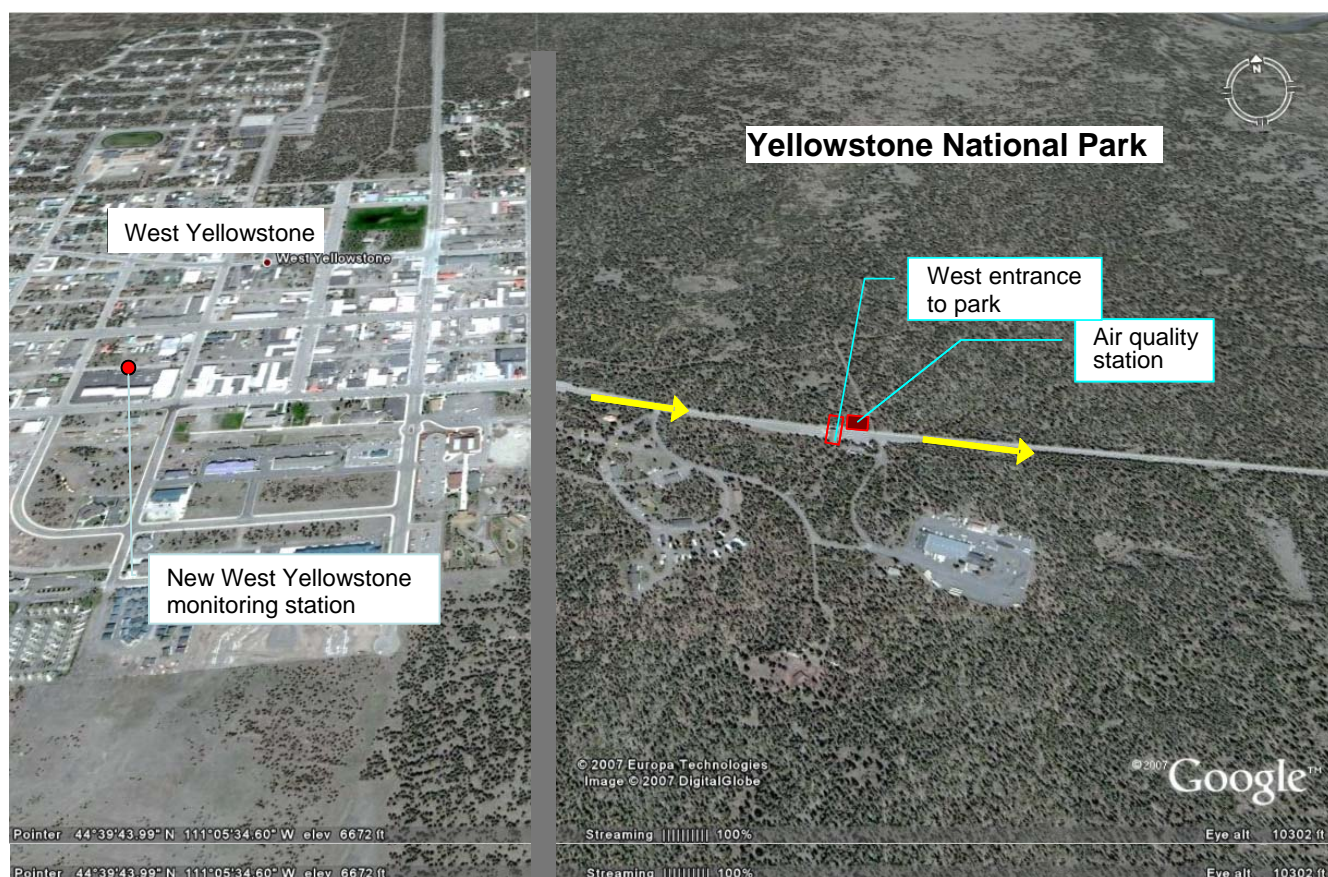 N
Yellowstone National Park
West Yellowstone
West Yellowstone
West entrance
to park
Air quality
station
New West Yellowstone
monitoring station
© 2007 Europa Technologies
Image © 2007 DigitalGlobe
© 2007 Google™
Pointer 44°39'43.99" N 111°05'34.60" W elev 6672 ft
Streaming |||||||||| 100%
Eye alt 10302 ft
Pointer 44°39'43.99" N 111°05'34.60" W elev 6672 ft
Streaming |||||||||| 100%
Eye alt 10302 ft